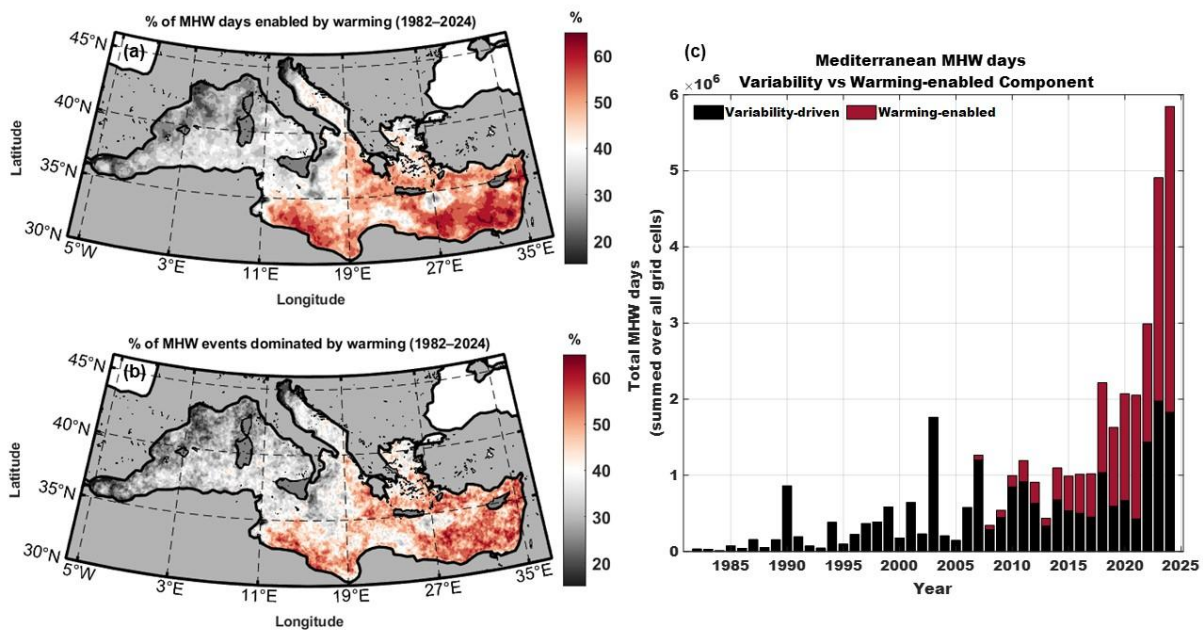 % of MHW days enabled by warming (1982–2024)
(a)
%
45°N
40°N
35°N
30°N
Latitude
5°W
3°E
11°E
19°E
27°E
35°E
Longitude
60
50
40
30
20
% of MHW events dominated by warming (1982–2024)
(b)
%
45°N
40°N
35°N
30°N
Latitude
5°W
3°E
11°E
19°E
27°E
35°E
Longitude
60
50
40
30
20
(c)
Mediterranean MHW days
Variability vs Warming-enabled Component
×10⁶
Variability-driven
Warming-enabled
Total MHW days
(summed over all grid cells)
6
5
4
3
2
1
0
1985
1990
1995
2000
2005
2010
2015
2020
2025
Year